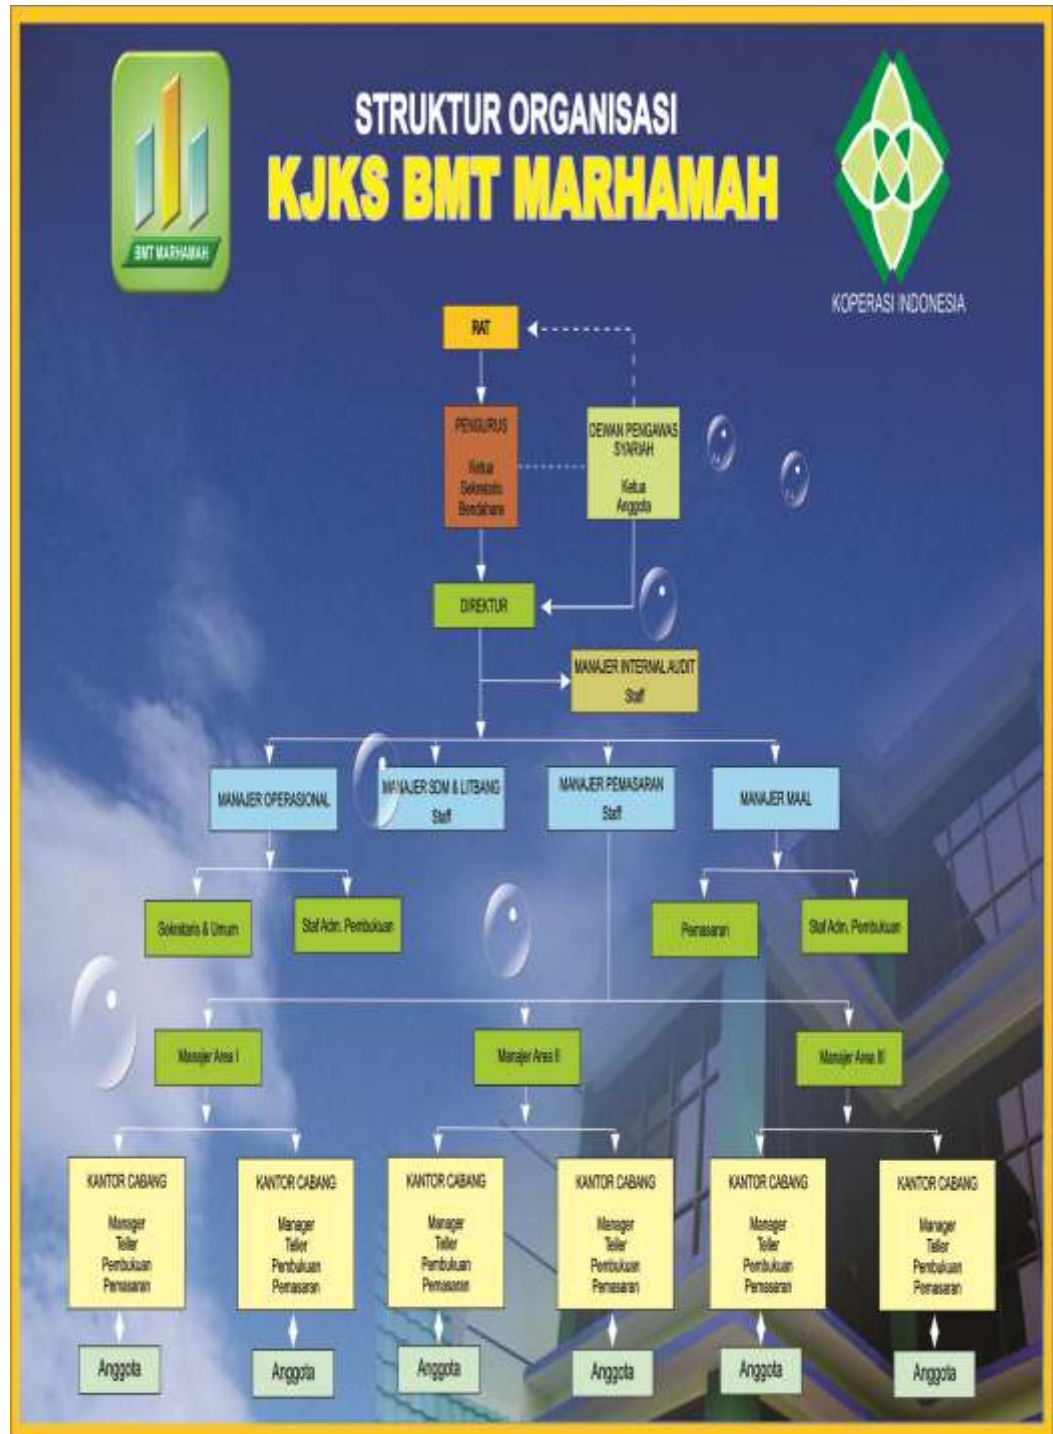 STRUKTUR ORGANISASI
KJKS BMT MARHAMAH
BMT MARHAMAH
KOPERASI INDONESIA
RAT
PENGURUS
Ketua
Sekretaris
Bendahara
DEWAN PENGAWAS
SYARIAH
Ketua
Anggota
DIREKTUR
MANAJER INTERNAL AUDIT
Staff
MANAJER OPERASIONAL
MANAJER SDM & LITBANG
Staff
MANAJER PEMASARAN
Staff
MANAJER MAAL
Sekretaris & Umum
Staf Adm. Pembukuan
Pemasaran
Staf Adm. Pembukuan
Manajer Area I
Manajer Area II
Manajer Area III
KANTOR CABANG
Manager
Teller
Pembukuan
Pemasaran
KANTOR CABANG
Manager
Teller
Pembukuan
Pemasaran
KANTOR CABANG
Manager
Teller
Pembukuan
Pemasaran
KANTOR CABANG
Manager
Teller
Pembukuan
Pemasaran
KANTOR CABANG
Manager
Teller
Pembukuan
Pemasaran
KANTOR CABANG
Manager
Teller
Pembukuan
Pemasaran
Anggota
Anggota
Anggota
Anggota
Anggota
Anggota